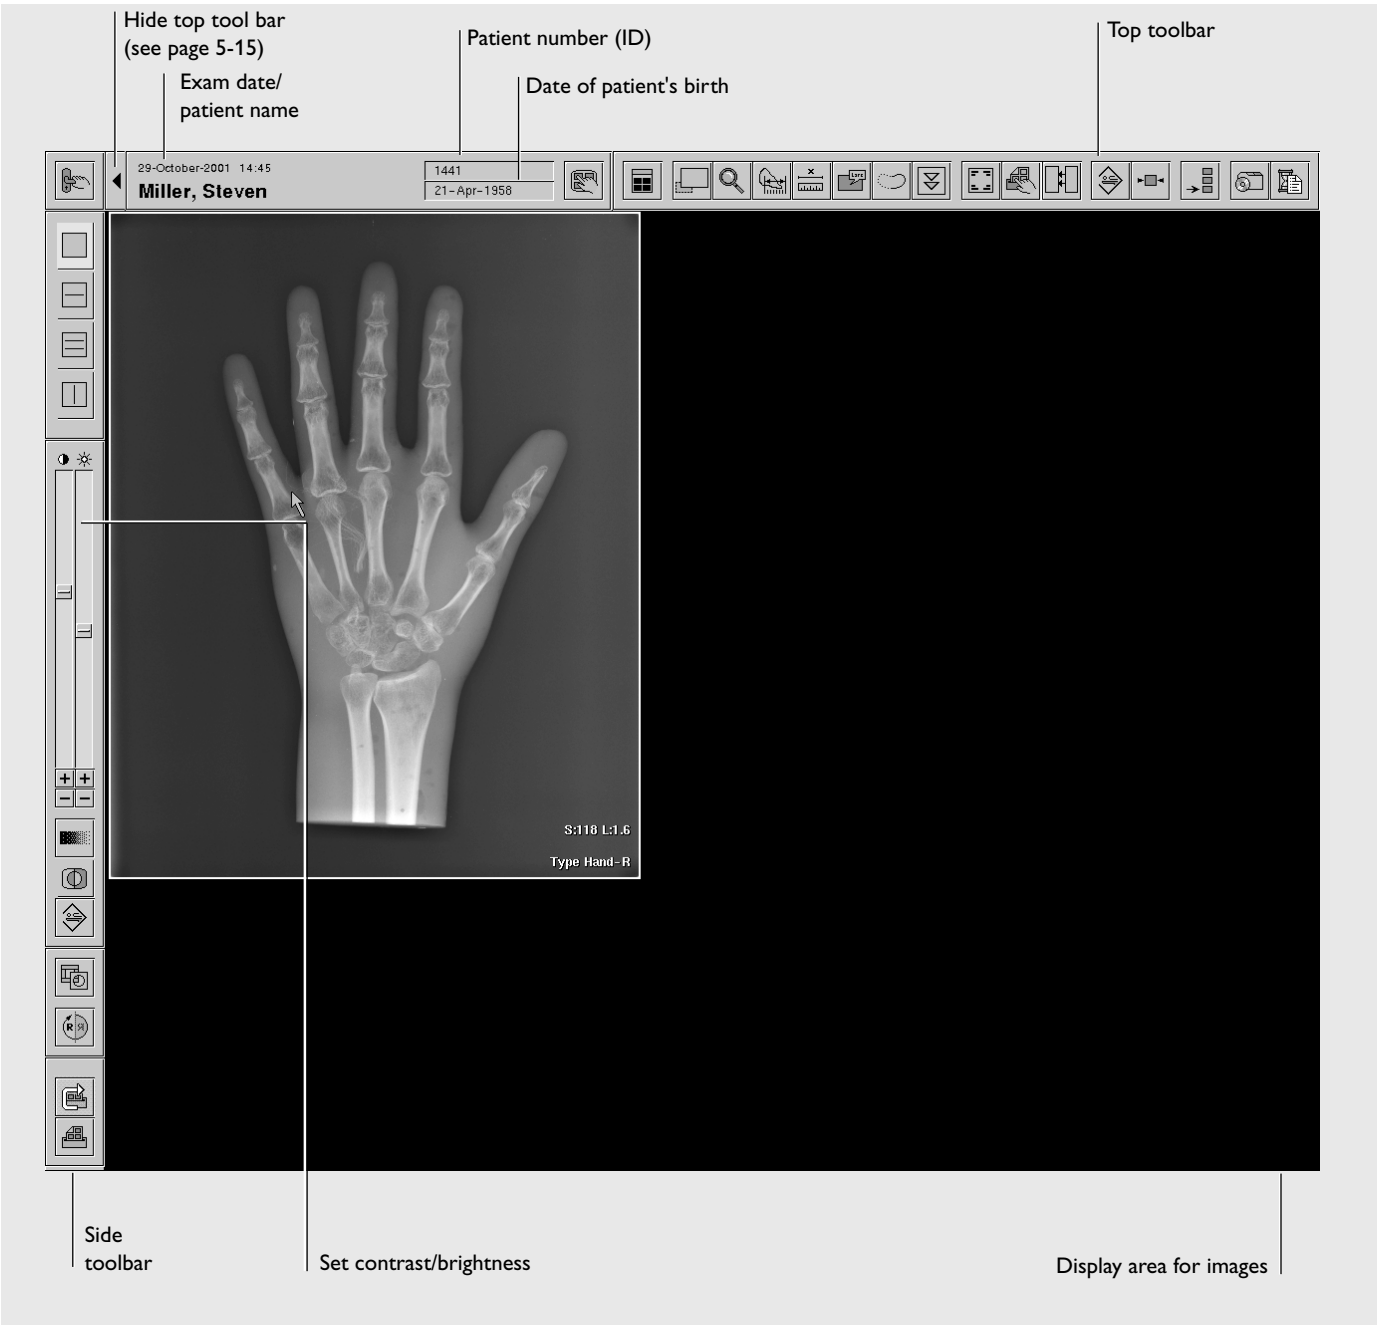 Hide top tool bar
(see page 5-15)
Patient number (ID)
Top toolbar
Exam date/
patient name
Date of patient's birth
29-October-2001 14:45
Miller, Steven
1441
21-Apr-1958
S:118 L:1.6
Type Hand-R
R
Side
toolbar
Set contrast/brightness
Display area for images